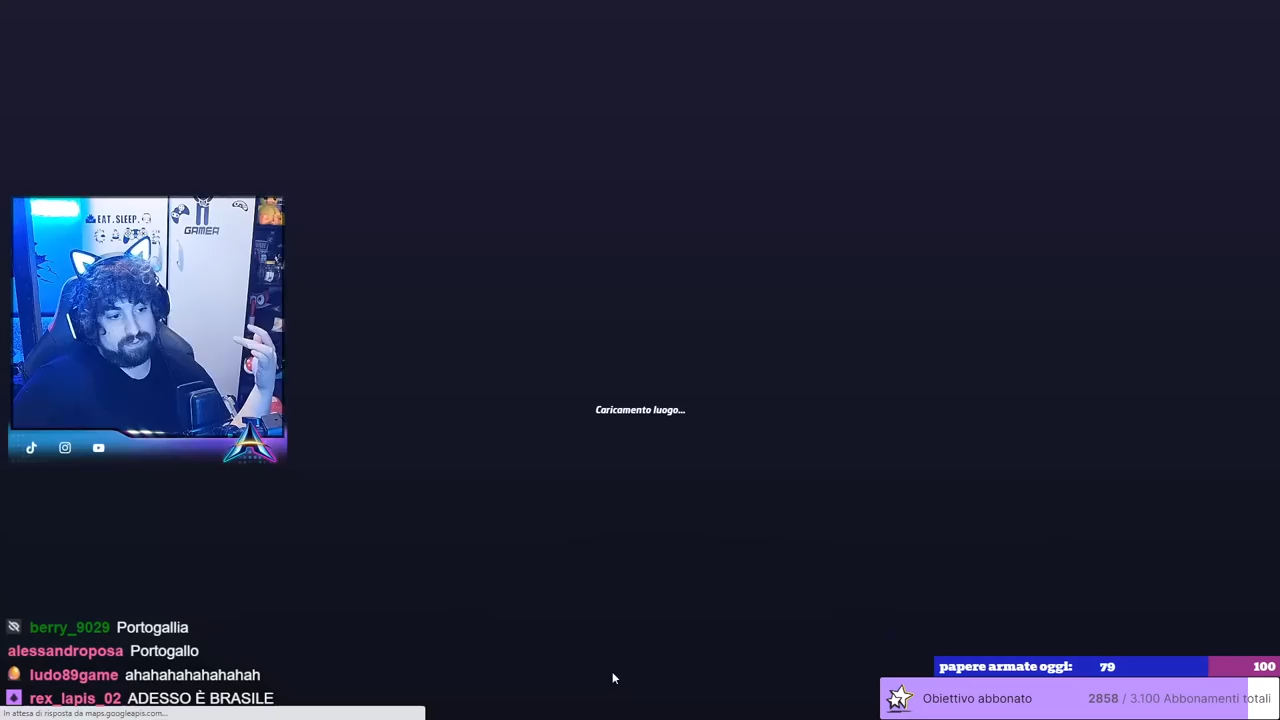 EAT.SLEEP.
GAMER
Caricamento luogo...
berry_9029 Portogallia
alessandroposa Portogallo
ludo89game ahahahahahahahah
rex_lapis_02 ADESSO È BRASILE
In attesa di risposta da maps.googleapis.com...
papere armate oggi: 79 100
Obiettivo abbonato 2858 / 3.100 Abbonamenti totali